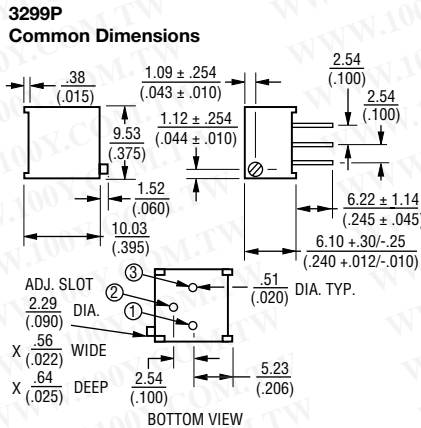 3299P
Common Dimensions
.38
(.015)
9.53
(.375)
1.52
(.060)
10.03
(.395)
1.09 ± .254
(.043 ± .010)
1.12 ± .254
(.044 ± .010)
2.54
(.100)
2.54
(.100)
6.22 ± 1.14
(.245 ± .045)
6.10 +.30/-.25
(.240 +.012/-.010)
ADJ. SLOT
2.29
(.090) DIA.
X .56
(.022) WIDE
X .64
(.025) DEEP
3
2
1
.51
(.020) DIA. TYP.
2.54
(.100)
5.23
(.206)
BOTTOM VIEW